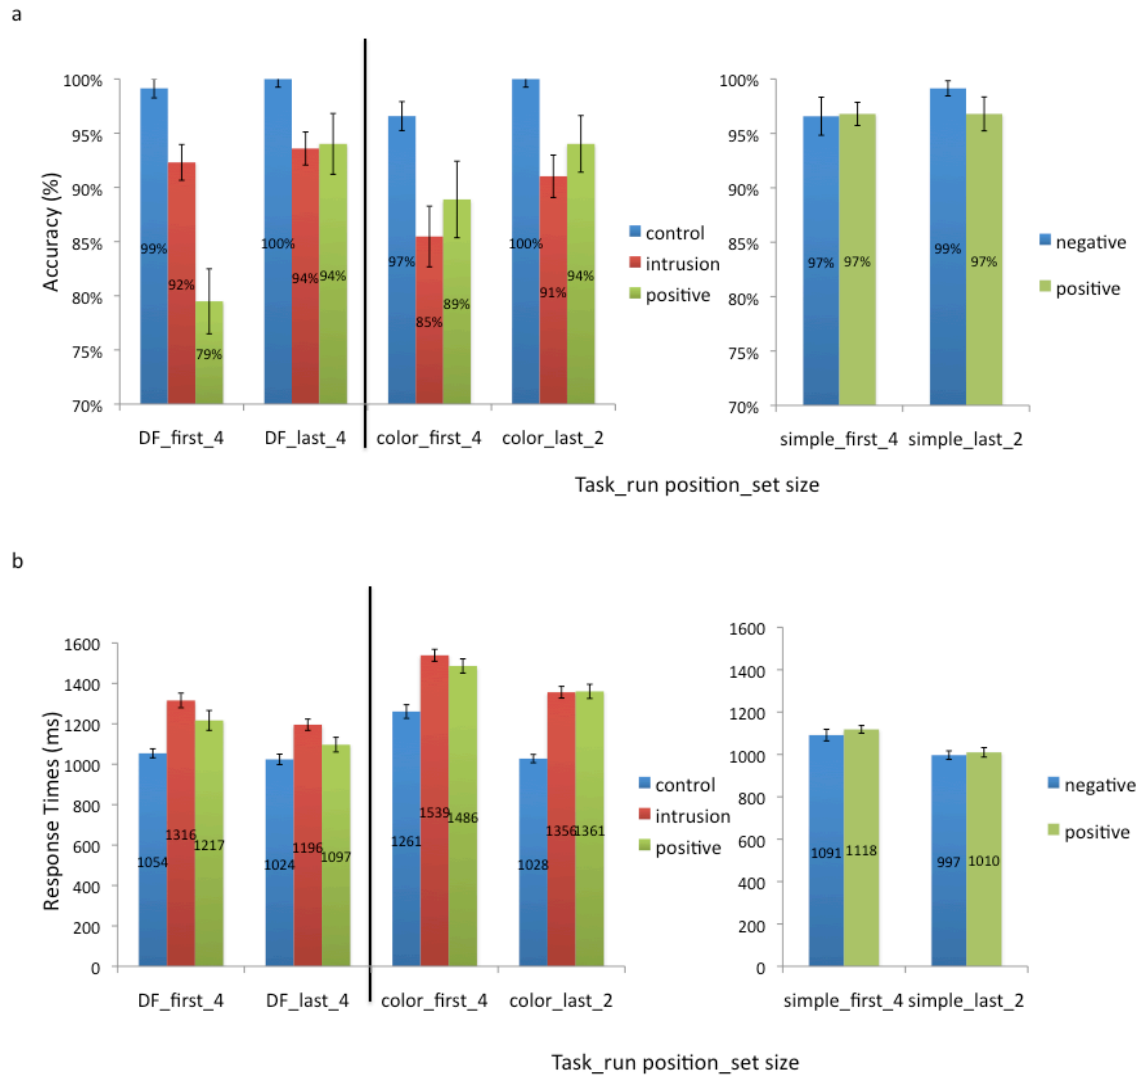 a
100%
95%
90%
85%
80%
75%
70%
Accuracy (%)
99%
92%
79%
100%
94%
94%
97%
85%
89%
100%
91%
94%
DF_first_4
DF_last_4
color_first_4
color_last_2
control
intrusion
positive
100%
95%
90%
85%
80%
75%
70%
97%
97%
99%
97%
simple_first_4
simple_last_2
negative
positive
Task_run position_set size
b
1600
1400
1200
1000
800
600
400
200
0
Response Times (ms)
1054
1316
1217
1024
1196
1097
1261
1539
1486
1028
1356
1361
DF_first_4
DF_last_4
color_first_4
color_last_2
control
intrusion
positive
1600
1400
1200
1000
800
600
400
200
0
1091
1118
997
1010
simple_first_4
simple_last_2
negative
positive
Task_run position_set size